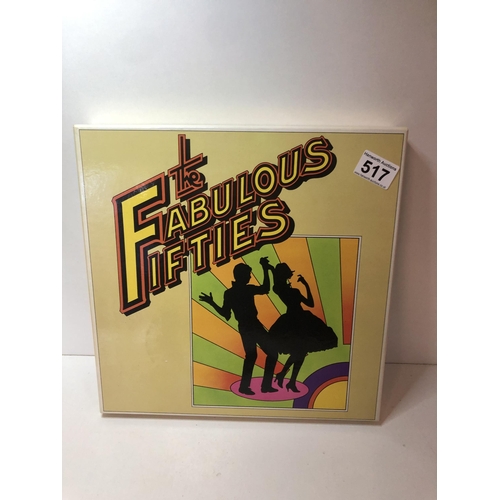 The
FABULOUS
FIFTIES
517